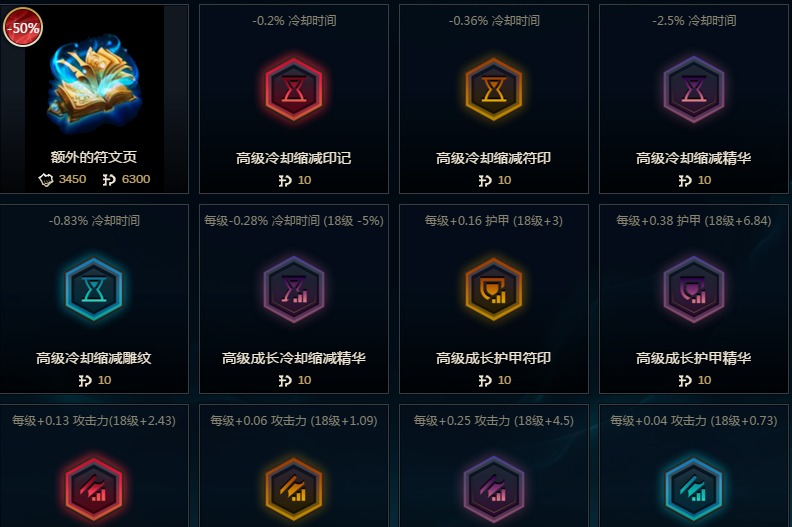 -50%
额外的符文页
3450 6300
-0.2% 冷却时间
高级冷却缩减印记
10
-0.36% 冷却时间
高级冷却缩减符印
10
-2.5% 冷却时间
高级冷却缩减精华
10
-0.83% 冷却时间
高级冷却缩减雕纹
10
每级-0.28% 冷却时间 (18级 -5%)
高级成长冷却缩减精华
10
每级+0.16 护甲 (18级+3)
高级成长护甲符印
10
每级+0.38 护甲 (18级+6.84)
高级成长护甲精华
10
每级+0.13 攻击力(18级+2.43)
每级+0.06 攻击力 (18级+1.09)
每级+0.25 攻击力 (18级+4.5)
每级+0.04 攻击力 (18级+0.73)